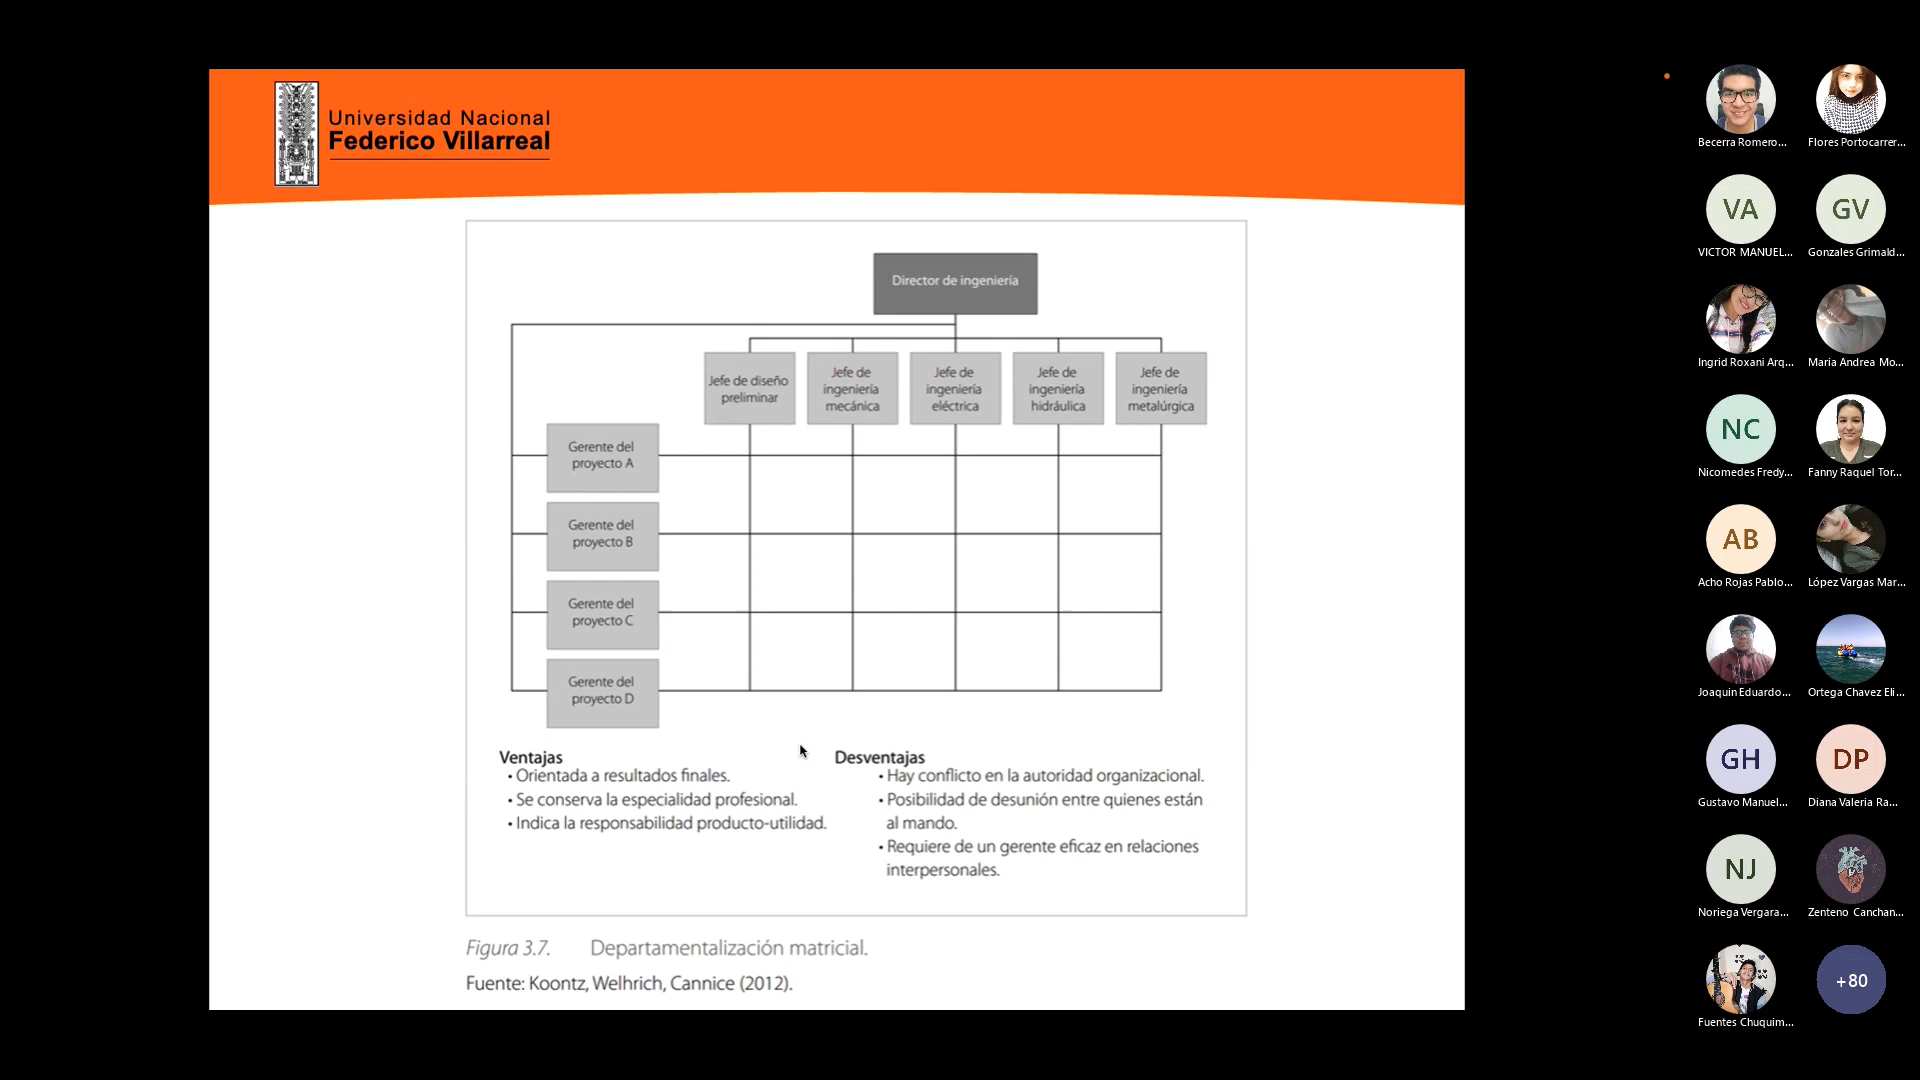 Universidad Nacional
Federico Villarreal
Director de ingeniería
Jefe de diseño
preliminar
Jefe de
ingeniería
mecánica
Jefe de
ingeniería
eléctrica
Jefe de
ingeniería
hidráulica
Jefe de
ingeniería
metalúrgica
Gerente del
proyecto A
Gerente del
proyecto B
Gerente del
proyecto C
Gerente del
proyecto D
Ventajas
• Orientada a resultados finales.
• Se conserva la especialidad profesional.
• Indica la responsabilidad producto-utilidad.
Desventajas
• Hay conflicto en la autoridad organizacional.
• Posibilidad de desunión entre quienes están
al mando.
• Requiere de un gerente eficaz en relaciones
interpersonales.
Figura 3.7. Departamentalización matricial.
Fuente: Koontz, Welhrich, Cannice (2012).
Becerra Romero...
Flores Portocarrer...
VA
VICTOR MANUEL...
GV
Gonzales Grimald...
Ingrid Roxani Arq...
Maria Andrea Mo...
NC
Nicomedes Fredy...
Fanny Raquel Tor...
AB
Acho Rojas Pablo...
López Vargas Mar...
Joaquin Eduardo...
Ortega Chavez Eli...
GH
Gustavo Manuel...
DP
Diana Valeria Ra...
NJ
Noriega Vergara...
Zenteno Canchan...
Fuentes Chuquim...
+80